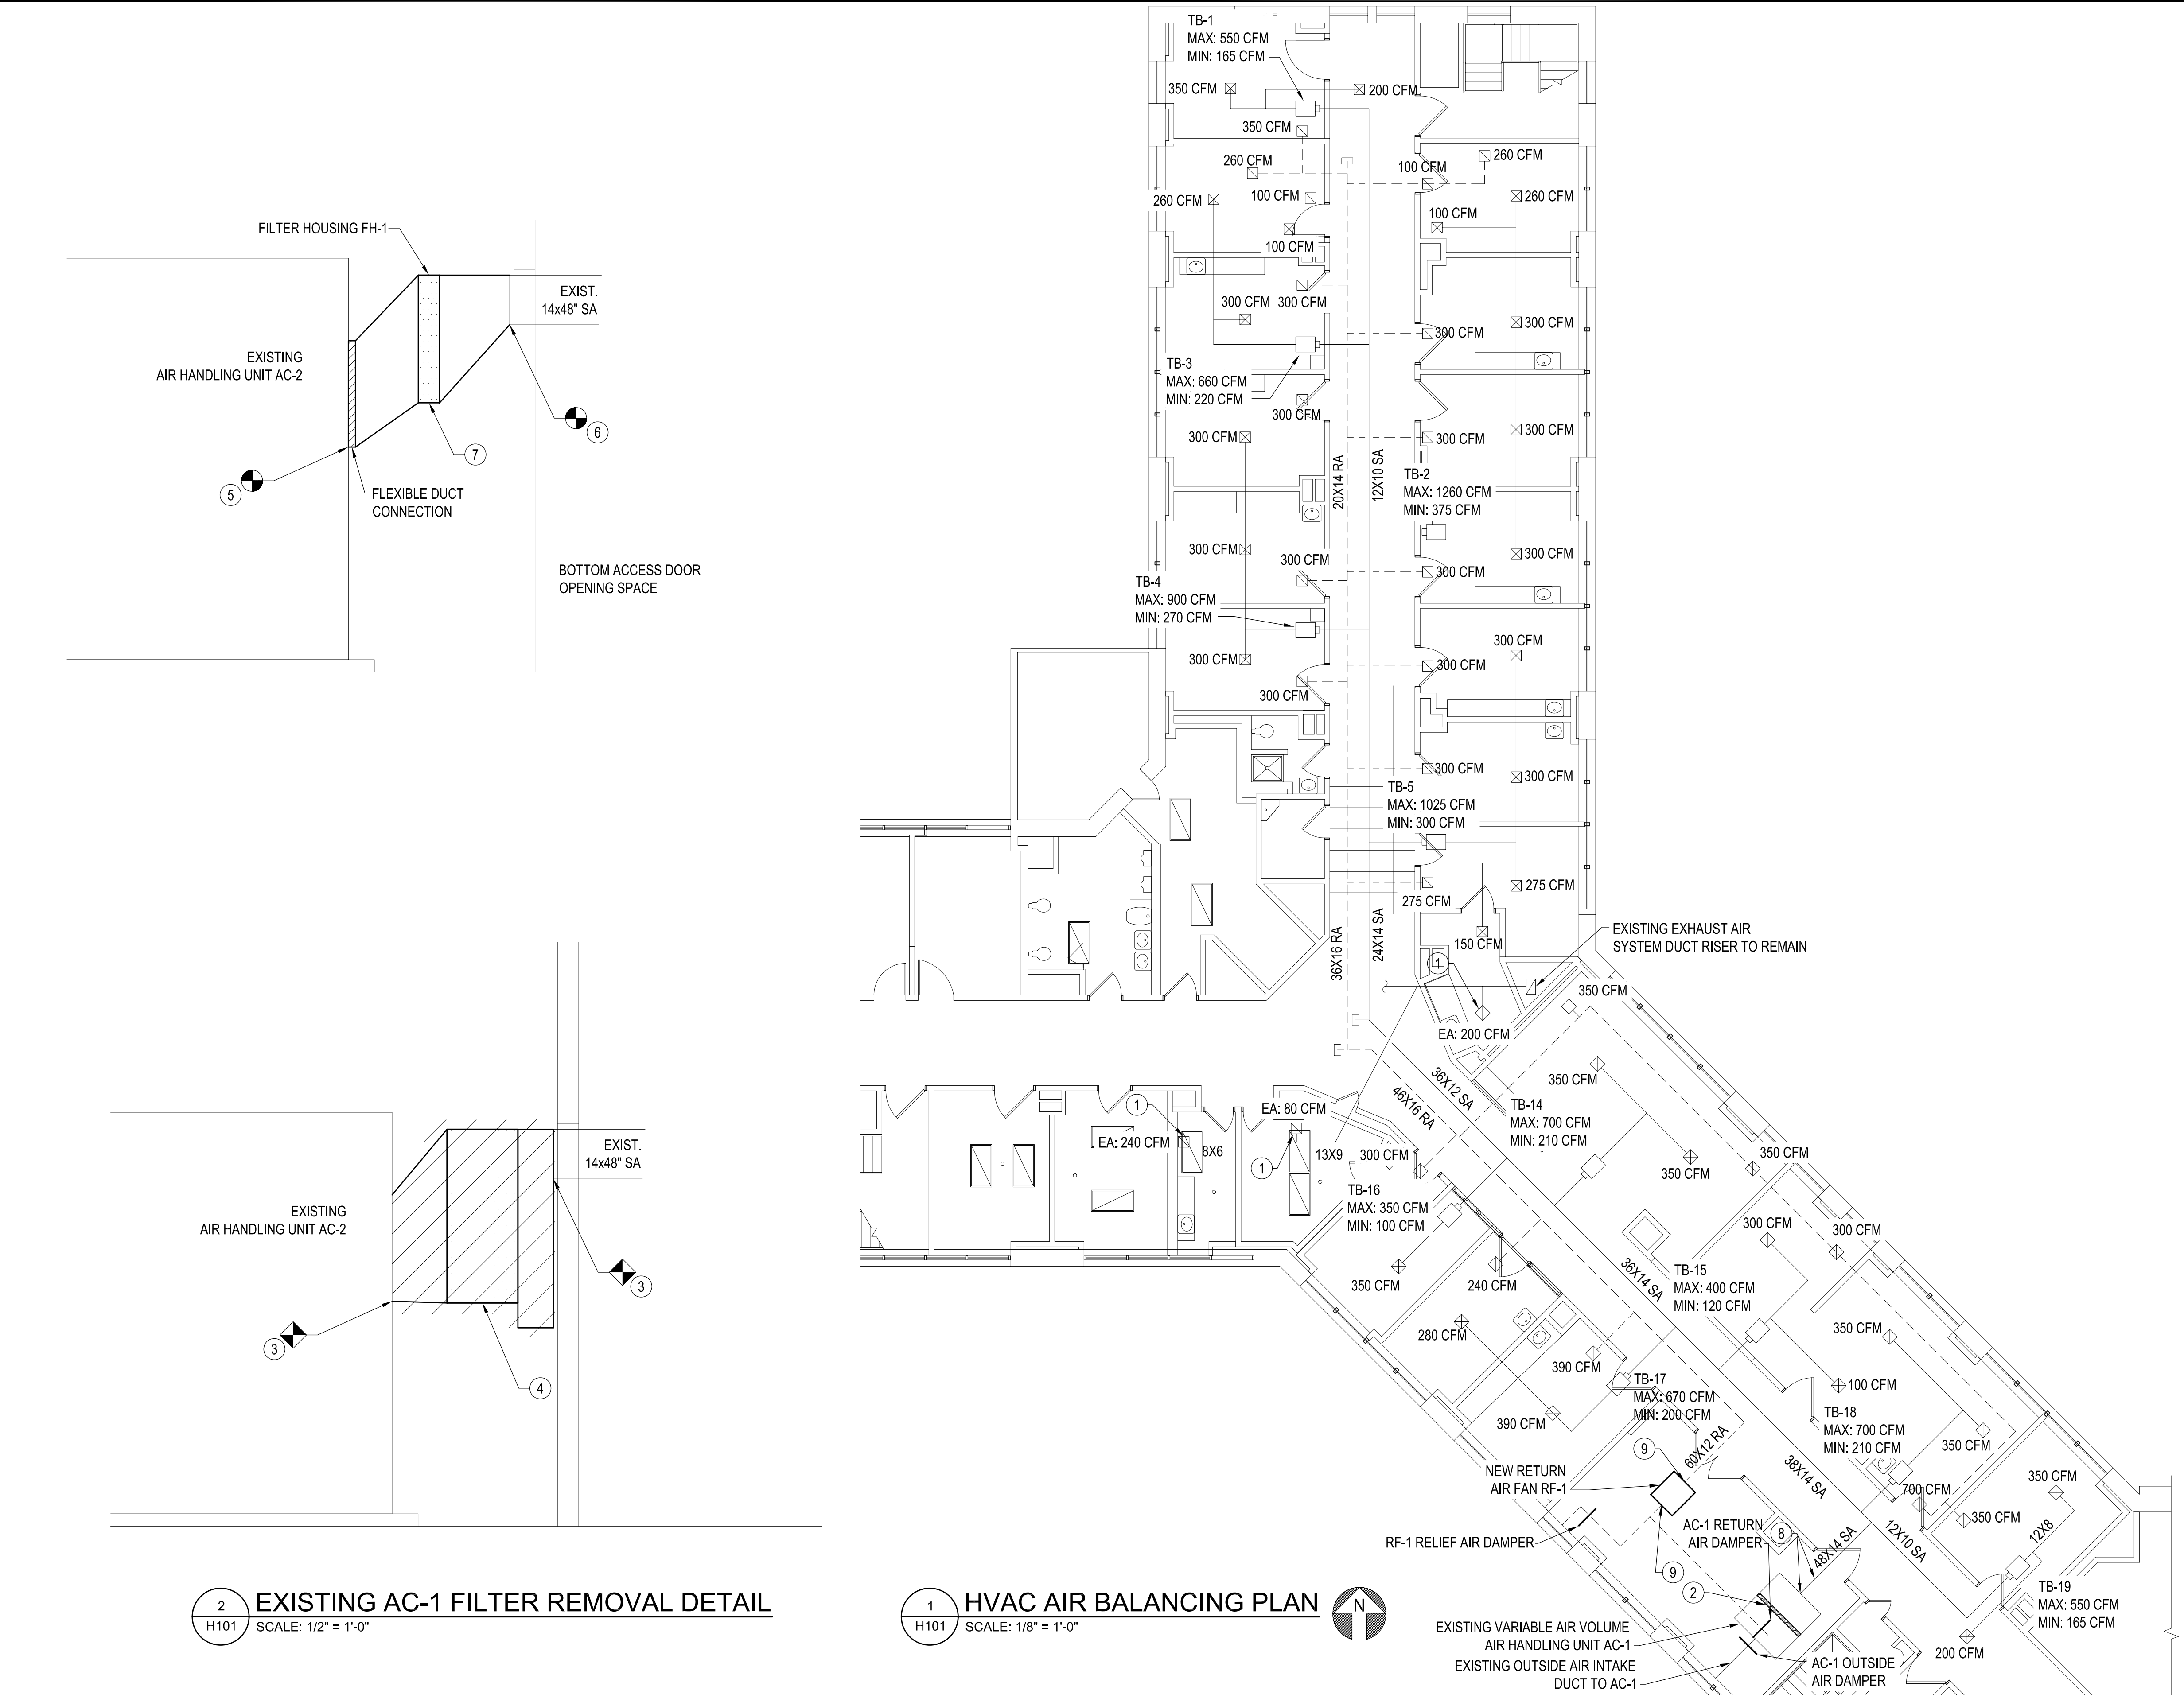 FILTER HOUSING FH-1
EXIST.
14x48" SA
EXISTING
AIR HANDLING UNIT AC-2
6
7
5
FLEXIBLE DUCT
CONNECTION
BOTTOM ACCESS DOOR
OPENING SPACE
EXIST.
14x48" SA
EXISTING
AIR HANDLING UNIT AC-2
3
3
4
2
H101
EXISTING AC-1 FILTER REMOVAL DETAIL
SCALE: 1/2" = 1'-0"
TB-1
MAX: 550 CFM
MIN: 165 CFM
350 CFM
200 CFM
350 CFM
260 CFM
260 CFM
100 CFM
260 CFM
100 CFM
260 CFM
100 CFM
100 CFM
300 CFM
300 CFM
300 CFM
300 CFM
TB-3
MAX: 660 CFM
MIN: 220 CFM
300 CFM
300 CFM
300 CFM
300 CFM
20X14 RA
12X10 SA
TB-2
MAX: 1260 CFM
MIN: 375 CFM
300 CFM
300 CFM
300 CFM
300 CFM
TB-4
MAX: 900 CFM
MIN: 270 CFM
300 CFM
300 CFM
300 CFM
300 CFM
300 CFM
300 CFM
TB-5
MAX: 1025 CFM
MIN: 300 CFM
275 CFM
275 CFM
36X16 RA
24X14 SA
150 CFM
1
EXISTING EXHAUST AIR
SYSTEM DUCT RISER TO REMAIN
350 CFM
EA: 200 CFM
36X12 SA
46X16 RA
350 CFM
TB-14
MAX: 700 CFM
MIN: 210 CFM
350 CFM
350 CFM
1
EA: 240 CFM
8X6
EA: 80 CFM
1
13X9
300 CFM
TB-16
MAX: 350 CFM
MIN: 100 CFM
350 CFM
240 CFM
300 CFM
300 CFM
36X14 SA
TB-15
MAX: 400 CFM
MIN: 120 CFM
280 CFM
390 CFM
390 CFM
350 CFM
100 CFM
TB-17
MAX: 670 CFM
MIN: 200 CFM
TB-18
MAX: 700 CFM
MIN: 210 CFM
350 CFM
9
60X12 RA
38X14 SA
NEW RETURN
AIR FAN RF-1
700 CFM
350 CFM
350 CFM
12X8
RF-1 RELIEF AIR DAMPER
AC-1 RETURN
AIR DAMPER
8
48X14 SA
12X10 SA
9
2
TB-19
MAX: 550 CFM
MIN: 165 CFM
200 CFM
EXISTING VARIABLE AIR VOLUME
AIR HANDLING UNIT AC-1
EXISTING OUTSIDE AIR INTAKE
DUCT TO AC-1
AC-1 OUTSIDE
AIR DAMPER
1
H101
HVAC AIR BALANCING PLAN
SCALE: 1/8" = 1'-0"
N